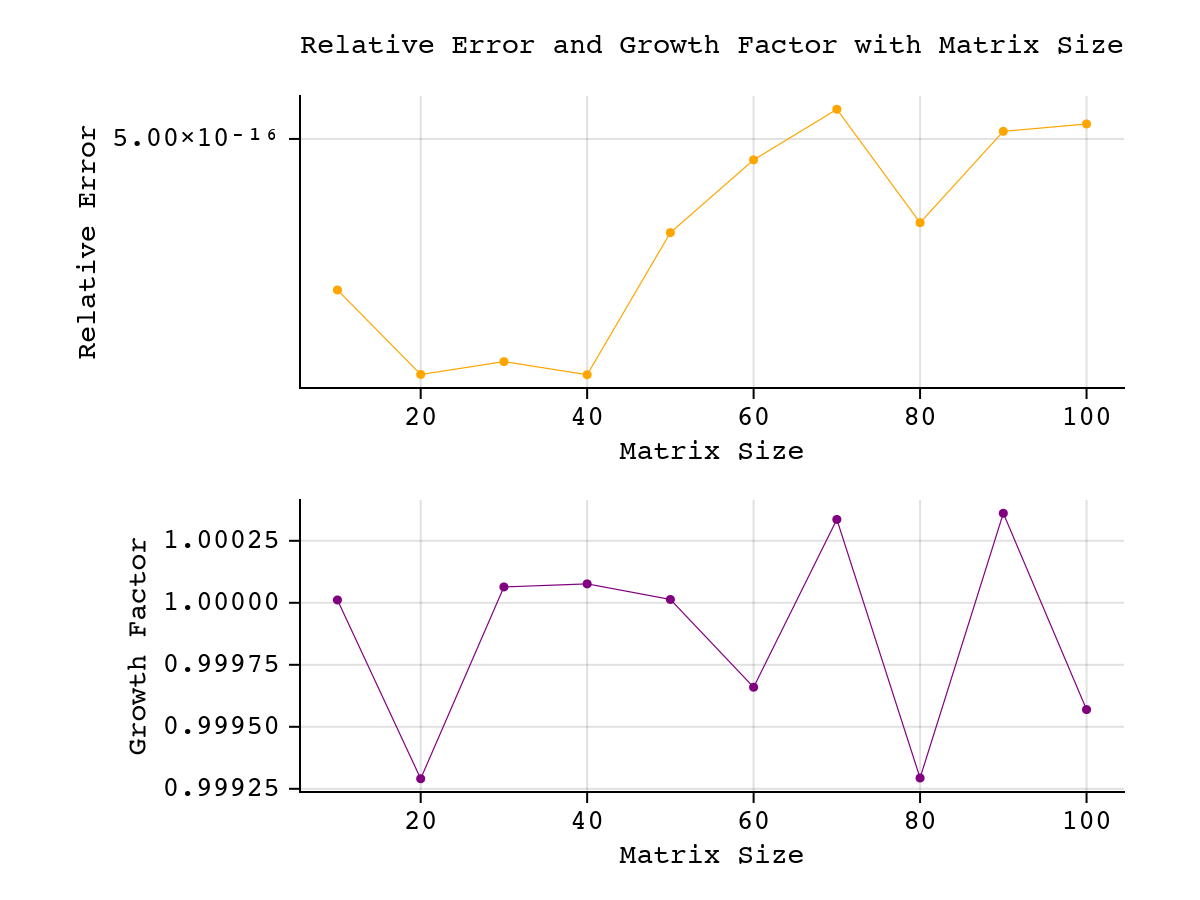 Relative Error and Growth Factor with Matrix Size
Relative Error
5.00×10⁻¹⁶
20 40 60 80 100
Matrix Size
Growth Factor
1.00025
1.00000
0.99975
0.99950
0.99925
20 40 60 80 100
Matrix Size